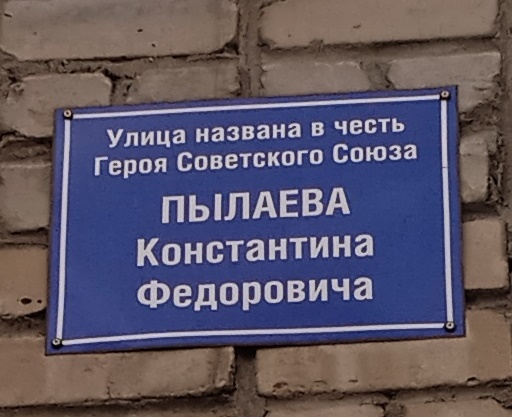 Улица названа в честь
Героя Советского Союза
ПЫЛАЕВА
Константина
Федоровича